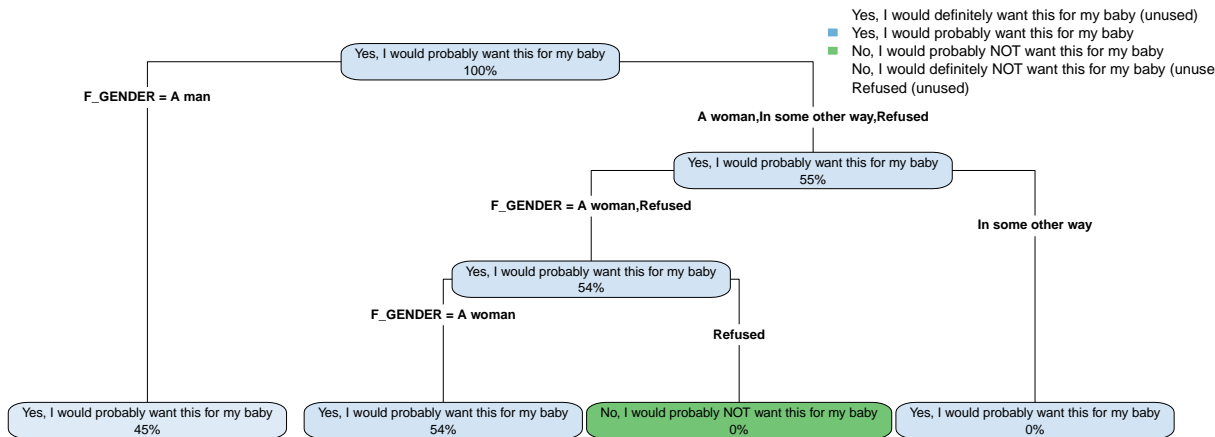 Yes, I would definitely want this for my baby (unused)
Yes, I would probably want this for my baby
No, I would probably NOT want this for my baby
No, I would definitely NOT want this for my baby (unuse
Refused (unused)
Yes, I would probably want this for my baby
100%
F_GENDER = A man
A woman,In some other way,Refused
Yes, I would probably want this for my baby
55%
F_GENDER = A woman,Refused
In some other way
Yes, I would probably want this for my baby
54%
F_GENDER = A woman
Refused
Yes, I would probably want this for my baby
45%
Yes, I would probably want this for my baby
54%
No, I would probably NOT want this for my baby
0%
Yes, I would probably want this for my baby
0%